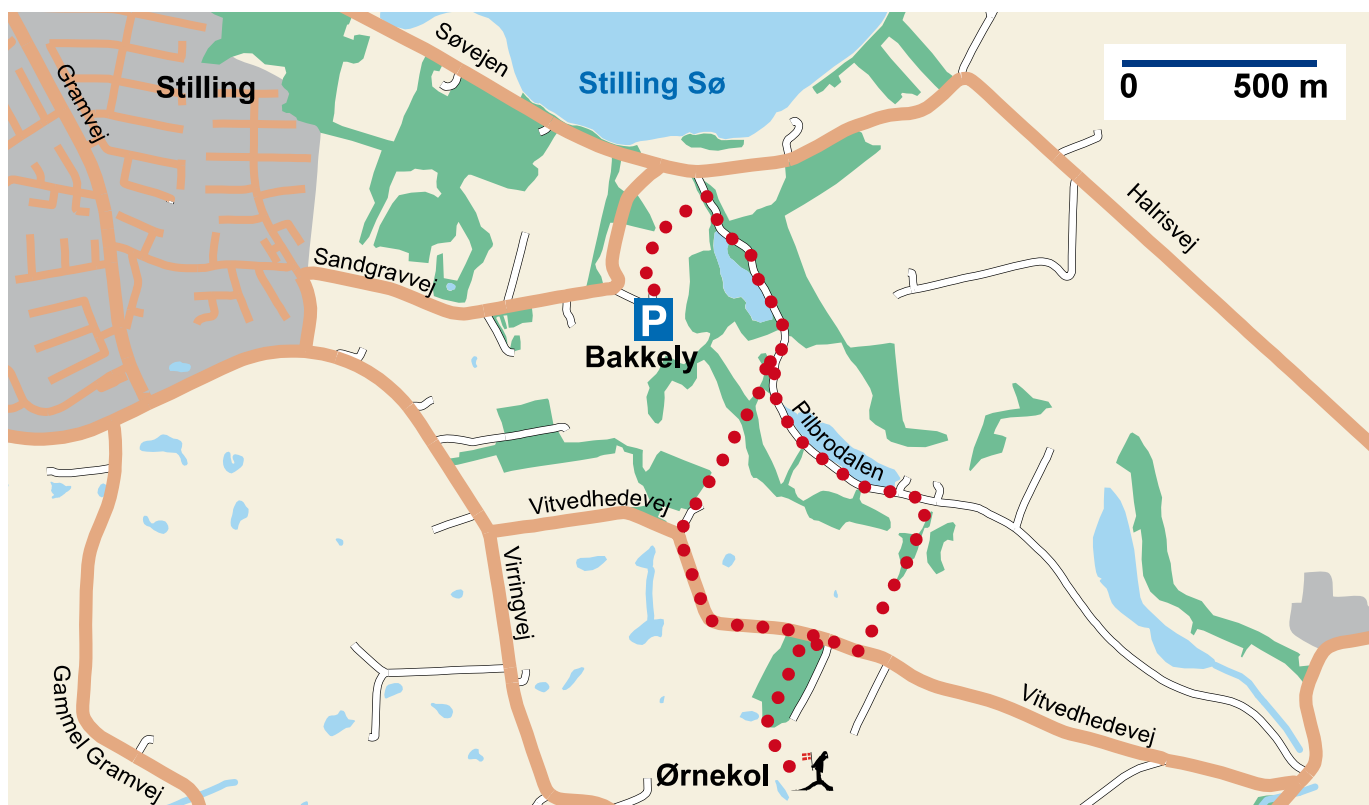 Søvejen
Stilling Sø
0 500 m
Stilling
Gramvej
Halrisvej
Sandgravvej
P
Bakkely
Pilbrodalen
Vitvedhedevej
Virringvej
Gammel Gramvej
Vitvedhedevej
Ørnekol